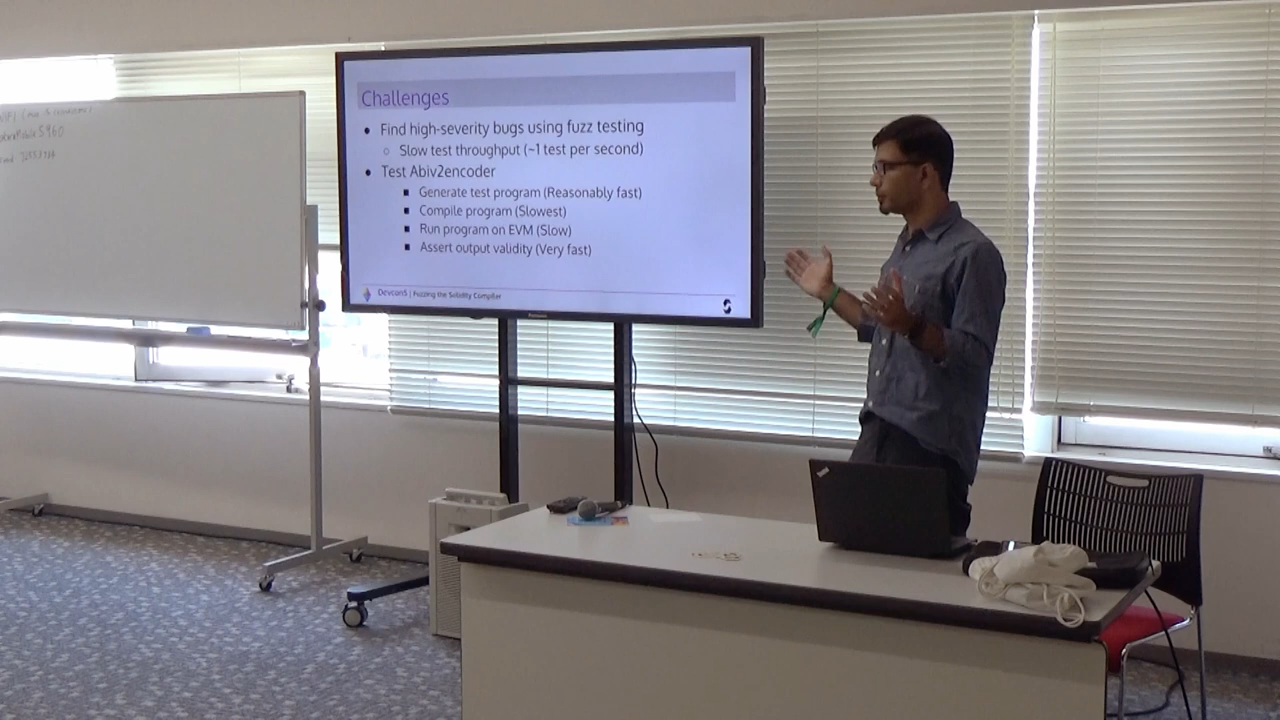 5960
Challenges
● Find high-severity bugs using fuzz testing
○ Slow test throughput (~1 test per second)
● Test Abiv2encoder
■ Generate test program (Reasonably fast)
■ Compile program (Slowest)
■ Run program on EVM (Slow)
■ Assert output validity (Very fast)
Devcon5 | Fuzzing the Solidity Compiler